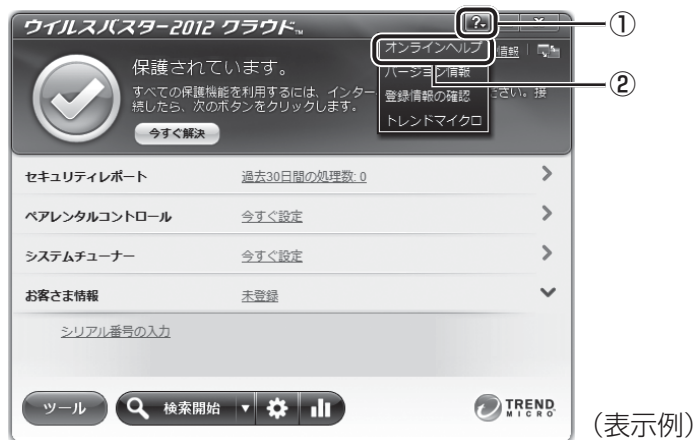 ウイルスバスター2012 クラウド™
?
①
オンラインヘルプ
情報
②
保護されています。
バージョン情報
すべての保護機能を利用するには、インター
登録情報の確認
ださい。接
続したら、次のボタンをクリックします。
トレンドマイクロ
今すぐ解決
セキュリティレポート 過去30日間の処理数: 0
ペアレンタルコントロール 今すぐ設定
システムチューナー 今すぐ設定
お客さま情報 未登録
シリアル番号の入力
ツール 検索開始
TREND
MICRO
(表示例)